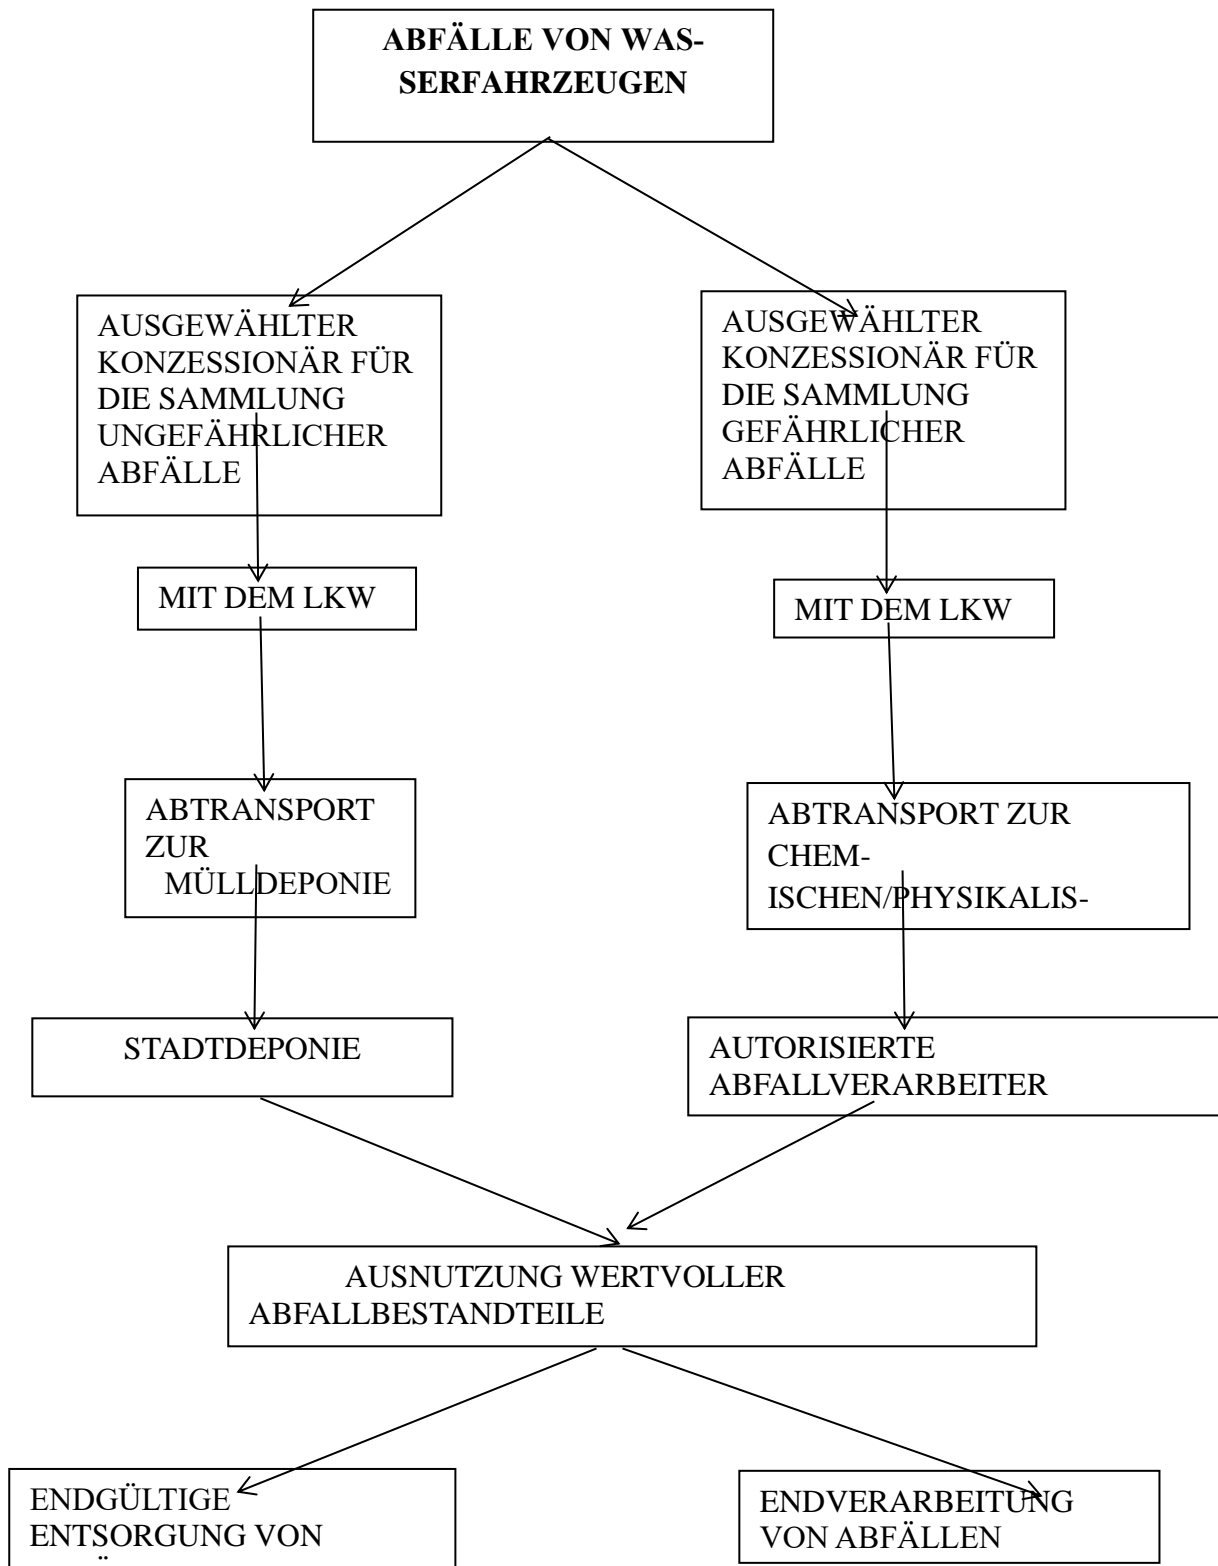 ABFÄLLE VON WAS-
SERFAHRZEUGEN
AUSGEWÄHLTER
KONZESSIONÄR FÜR
DIE SAMMLUNG
UNGEFÄHRLICHER
ABFÄLLE
AUSGEWÄHLTER
KONZESSIONÄR FÜR
DIE SAMMLUNG
GEFÄHRLICHER
ABFÄLLE
MIT DEM LKW
MIT DEM LKW
ABTRANSPORT
ZUR
MÜLLDEPONIE
ABTRANSPORT ZUR
CHEM-
ISCHEN/PHYSIKALIS-
STADTDEPONIE
AUTORISIERTE
ABFALLVERARBEITER
AUSNUTZUNG WERTVOLLER
ABFALLBESTANDTEILE
ENDGÜLTIGE
ENTSORGUNG VON
ENDVERARBEITUNG
VON ABFÄLLEN